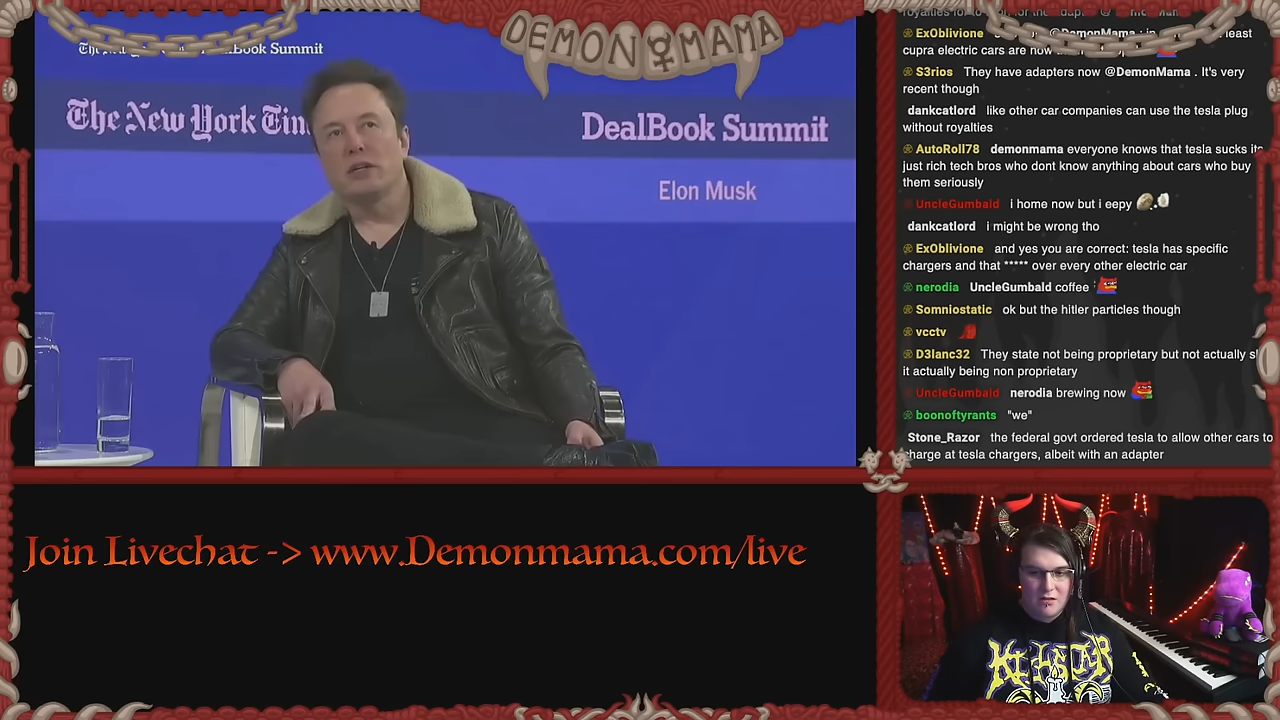 DealBook Summit
DEMON MAMA
The New York
DealBook Summit
Elon Musk
ExOblivione @DemonMama least
cupra electric cars are now
S3rios They have adapters now @DemonMama . It's very
recent though
dankcatlord like other car companies can use the tesla plug
without royalties
AutoRoll78 demonmama everyone knows that tesla sucks its
just rich tech bros who dont know anything about cars who buy
them seriously
UncleGumbald i home now but i eepy
dankcatlord i might be wrong tho
ExOblivione and yes you are correct: tesla has specific
chargers and that ***** over every other electric car
nerodia UncleGumbald coffee
Somniostatic ok but the hitler particles though
vcctv
D3lanc32 They state not being proprietary but not actually
it actually being non proprietary
UncleGumbald nerodia brewing now
boonoftyrants "we"
Stone_Razor the federal govt ordered tesla to allow other cars to
charge at tesla chargers, albeit with an adapter
Join Livechat -> www.Demonmama.com/live